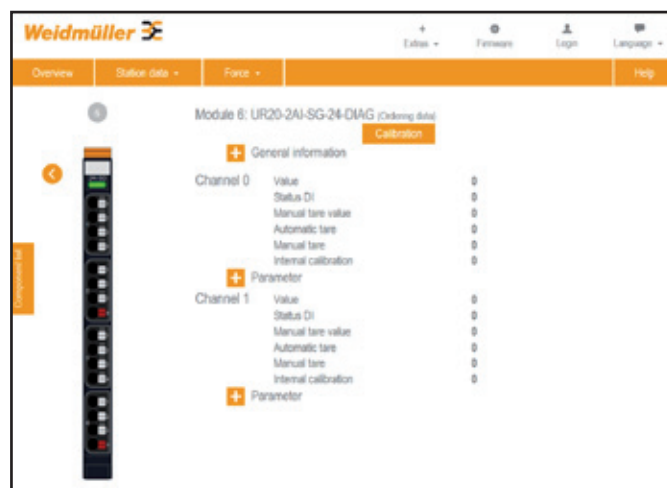 Weidmüller
Extras Firmware Login Language
Overview Station data Force Help
Module 6: UR20-2AI-SG-24-DIAG (Ordering data)
Calibration
General information
Channel 0 Value 0
Status DI 0
Manual tare value 0
Automatic tare 0
Manual tare 0
Internal calibration 0
Parameter
Channel 1 Value 0
Status DI 0
Manual tare value 0
Automatic tare 0
Manual tare 0
Internal calibration 0
Parameter
Component list